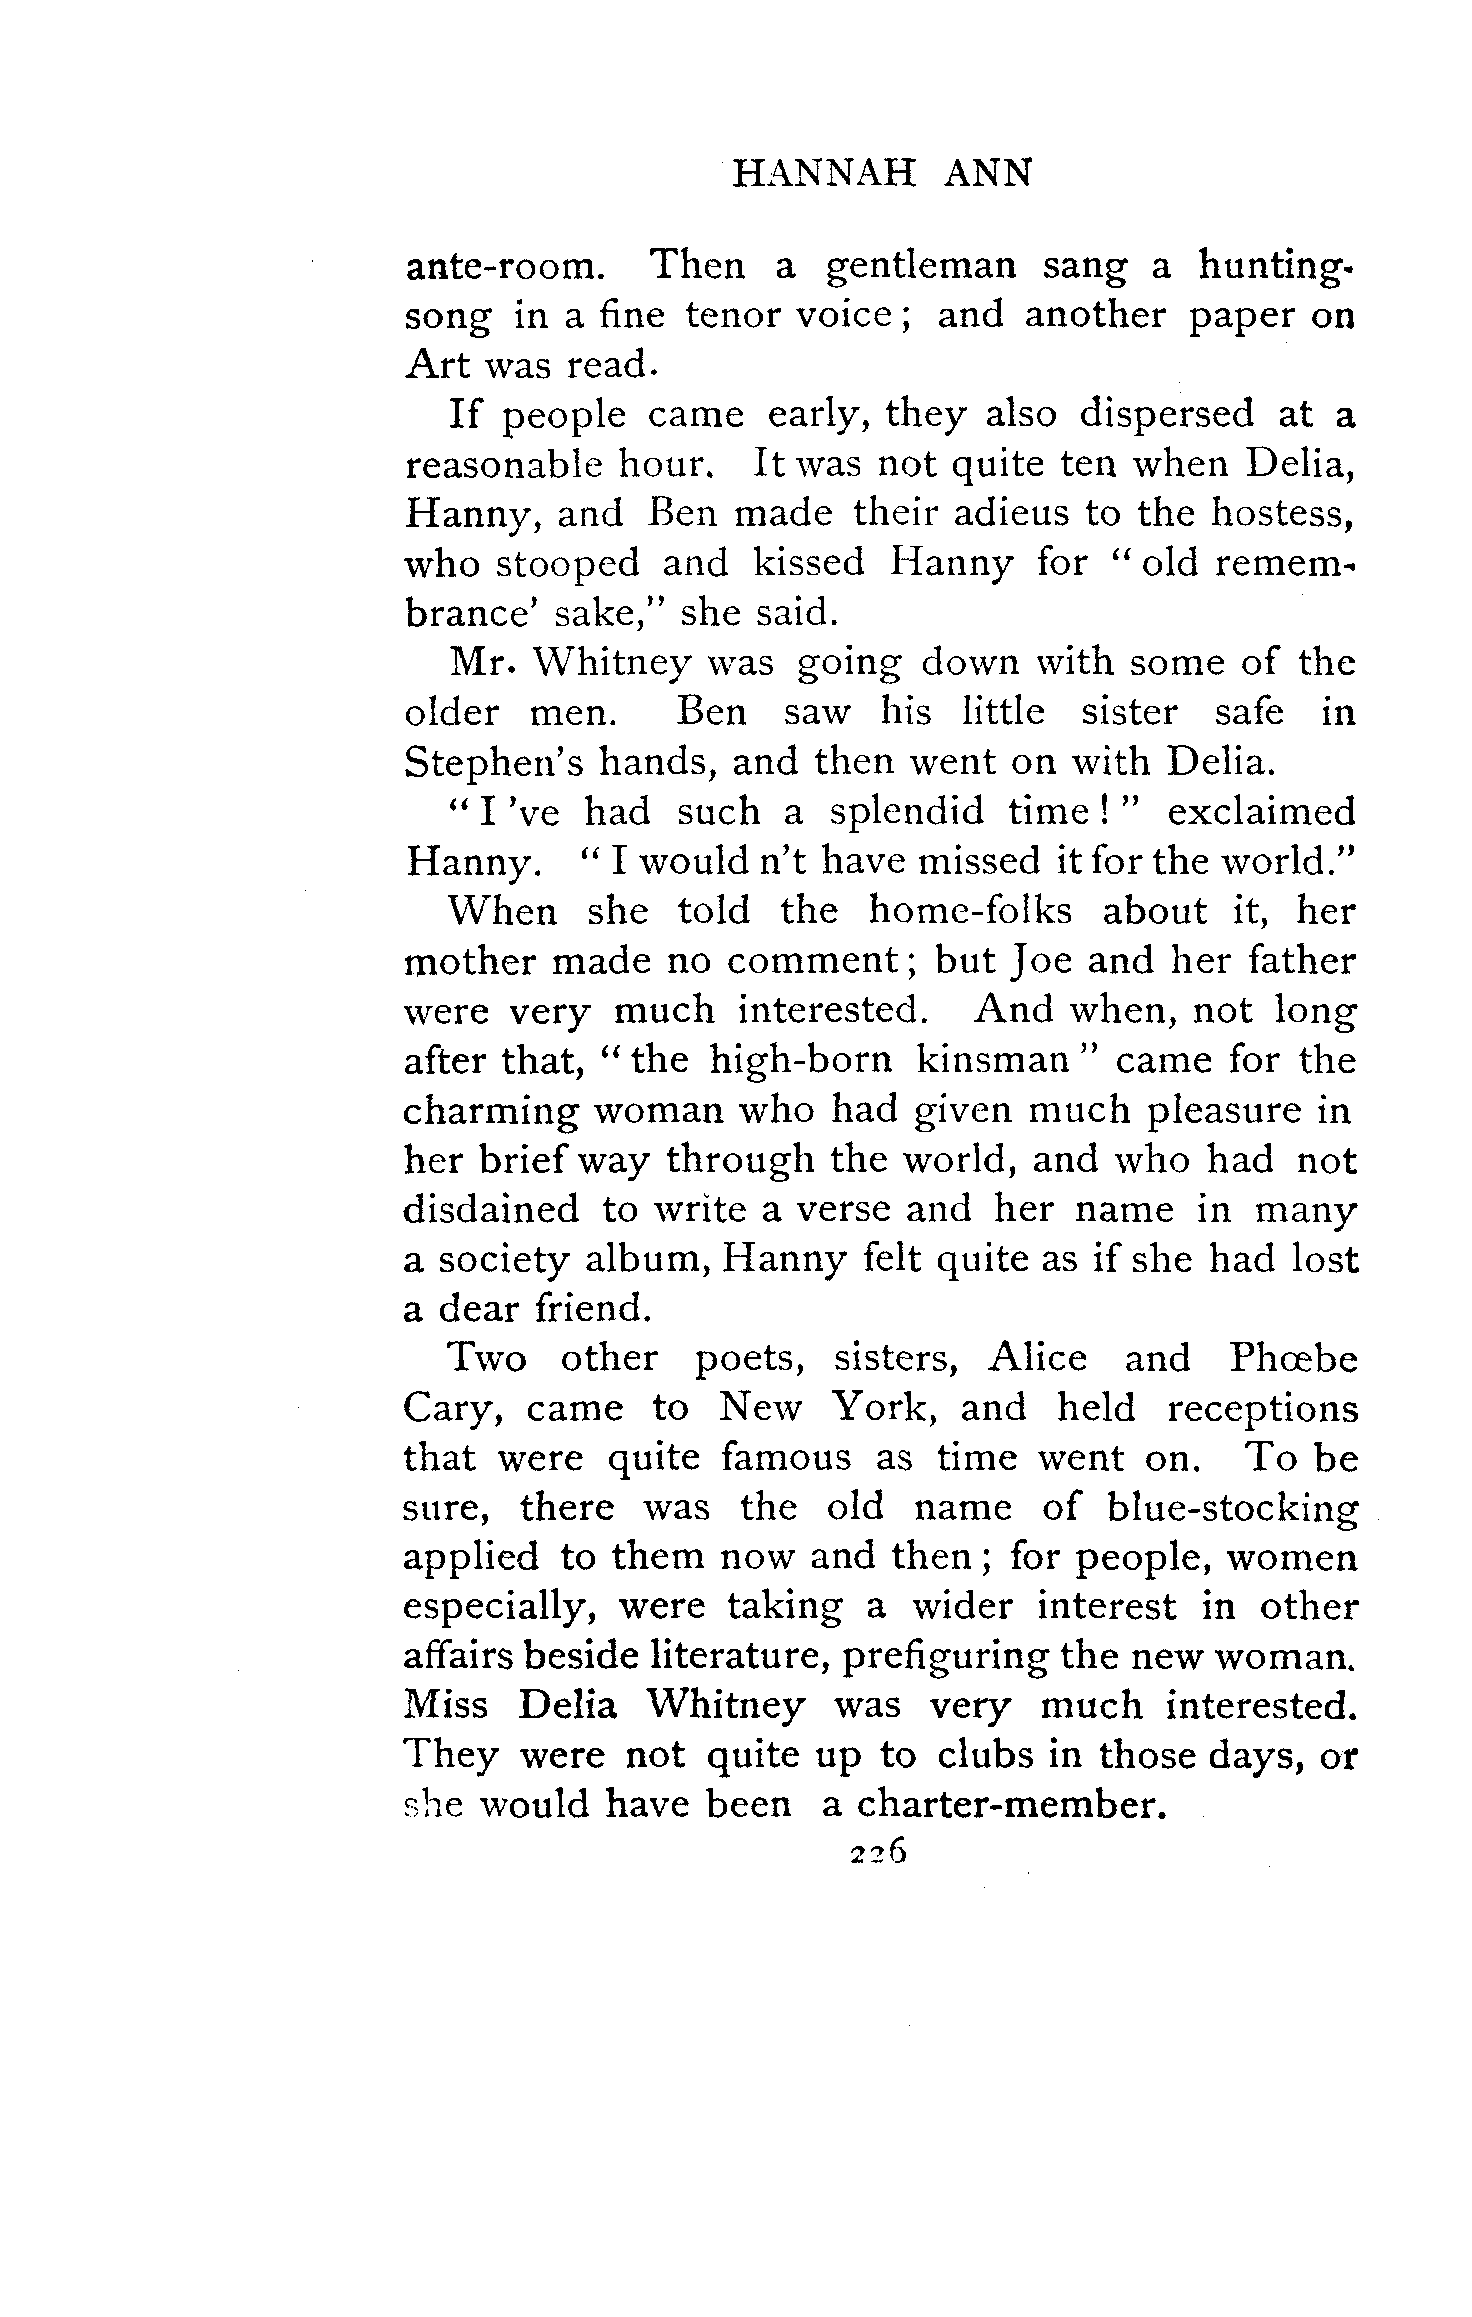 HANNAH ANN
ante-room. Then a gentleman sang a hunting-
song in a fine tenor voice; and another paper on
Art was read.
If people came early, they also dispersed at a
reasonable hour. It was not quite ten when Delia,
Hanny, and Ben made their adieus to the hostess,
who stooped and kissed Hanny for “old remem-
brance’ sake,” she said.
Mr. Whitney was going down with some of the
older men. Ben saw his little sister safe in
Stephen’s hands, and then went on with Delia.
“I ’ve had such a splendid time!” exclaimed
Hanny. “I would n’t have missed it for the world.”
When she told the home-folks about it, her
mother made no comment; but Joe and her father
were very much interested. And when, not long
after that, “the high-born kinsman” came for the
charming woman who had given much pleasure in
her brief way through the world, and who had not
disdained to write a verse and her name in many
a society album, Hanny felt quite as if she had lost
a dear friend.
Two other poets, sisters, Alice and Phœbe
Cary, came to New York, and held receptions
that were quite famous as time went on. To be
sure, there was the old name of blue-stocking
applied to them now and then; for people, women
especially, were taking a wider interest in other
affairs beside literature, prefiguring the new woman.
Miss Delia Whitney was very much interested.
They were not quite up to clubs in those days, or
she would have been a charter-member.
226